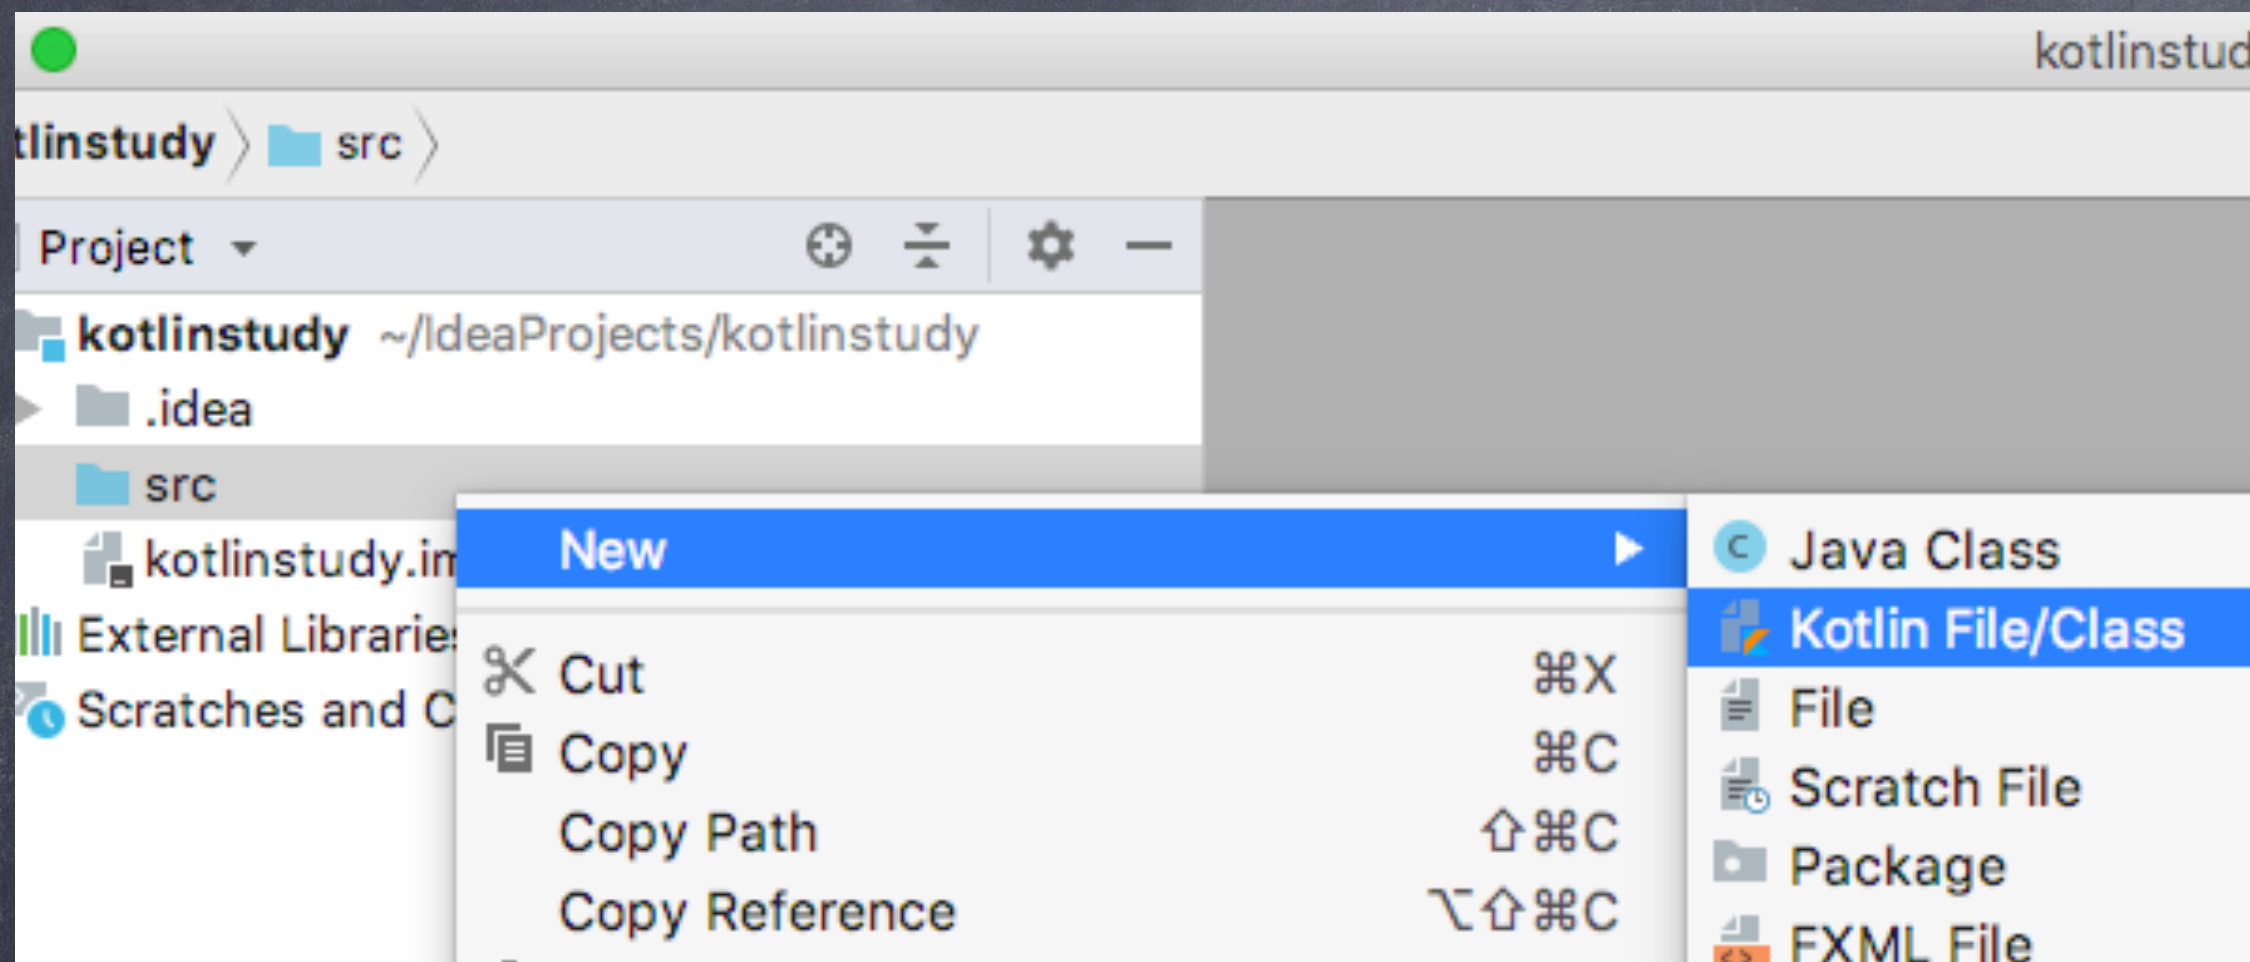 kotlinstud
tlinstudy src
Project
kotlinstudy ~/IdeaProjects/kotlinstudy
.idea
src
kotlinstudy.im
External Libraries
Scratches and C
New
Cut ⌘X
Copy ⌘C
Copy Path ⇧⌘C
Copy Reference ⌥⇧⌘C
Java Class
Kotlin File/Class
File
Scratch File
Package
FXML File